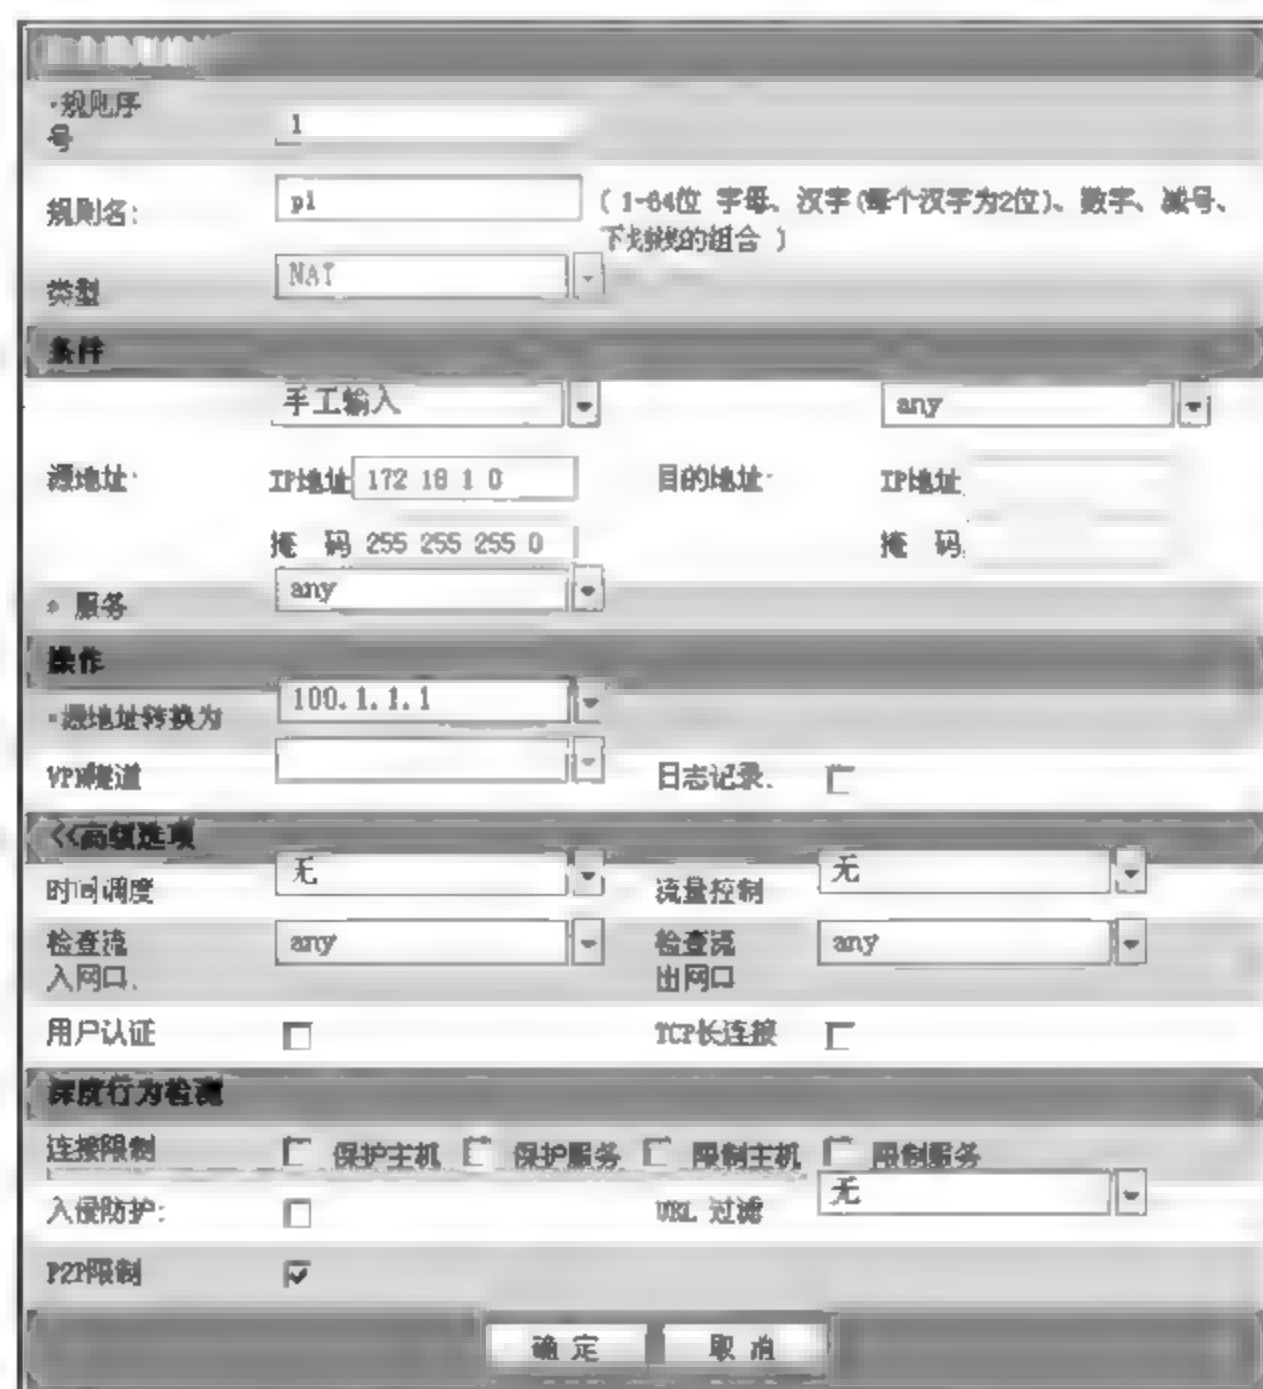 *规则序
号
1
规则名:
p1
( 1-64位 字母、汉字(每个汉字为2位)、数字、减号、
下划线的组合 )
类型
NAT
条件
手工输入
any
源地址:
IP地址 172 18 1 0
目的地址:
IP地址
掩 码 255 255 255 0
掩 码
* 服务
any
操作
*源地址转换为
100.1.1.1
VPN隧道
日志记录:
<<高级选项
时间调度
无
流量控制
无
检查流
入网口:
any
检查流
出网口
any
用户认证
TCP长连接
深度行为检测
连接限制
保护主机 保护服务 限制主机 限制服务
入侵防护:
URL 过滤
无
P2P限制
确 定 取 消